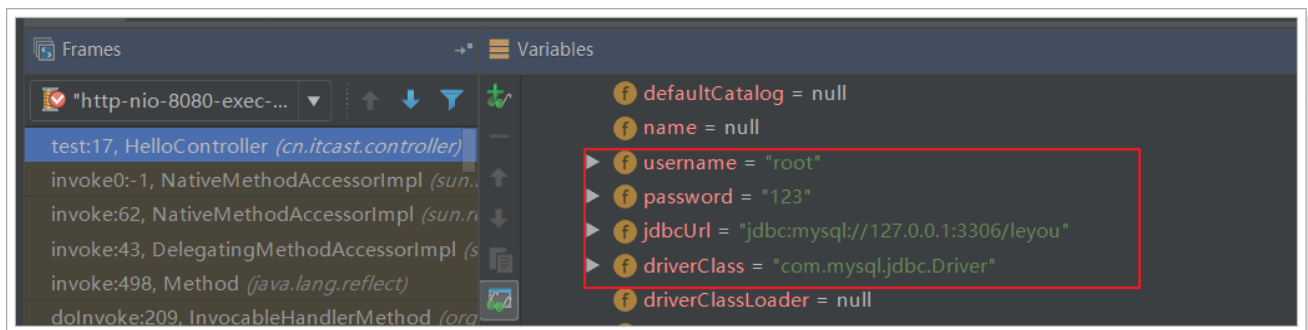 Frames
"http-nio-8080-exec-...
test:17, HelloController (cn.itcast.controller)
invoke0:-1, NativeMethodAccessorImpl (sun.
invoke:62, NativeMethodAccessorImpl (sun.re
invoke:43, DelegatingMethodAccessorImpl (s
invoke:498, Method (java.lang.reflect)
doInvoke:209, InvocableHandlerMethod (org
Variables
defaultCatalog = null
name = null
username = "root"
password = "123"
jdbcUrl = "jdbc:mysql://127.0.0.1:3306/leyou"
driverClass = "com.mysql.jdbc.Driver"
driverClassLoader = null